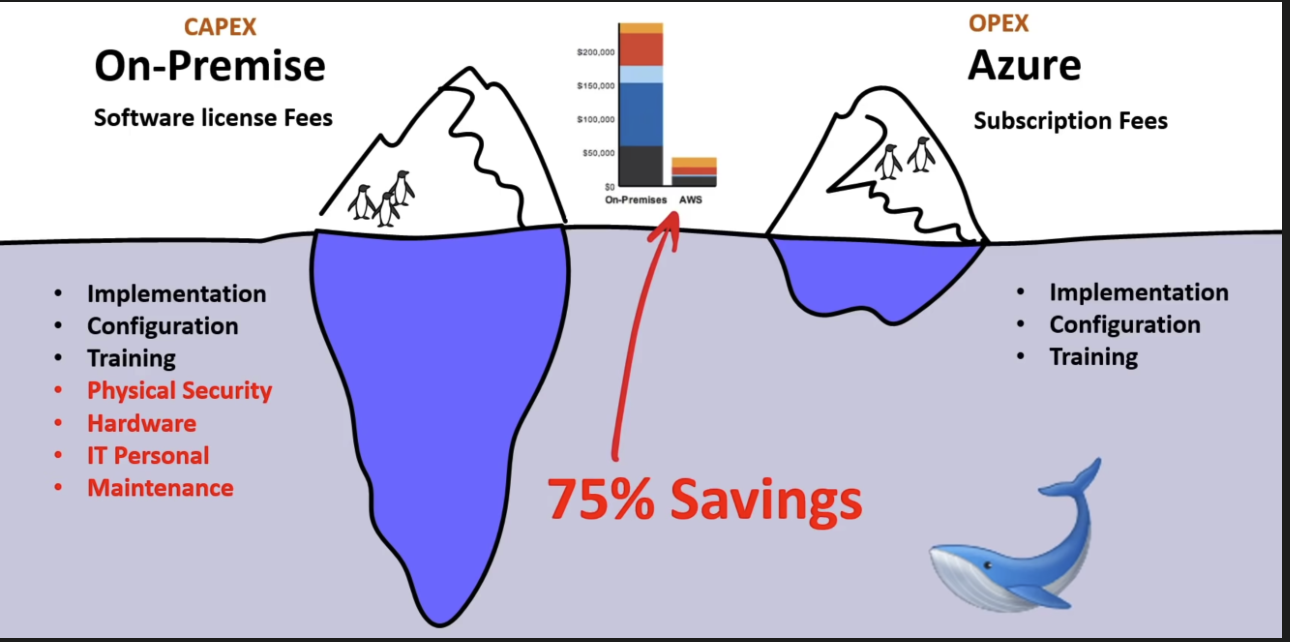 CAPEX
On-Premise
Software license Fees
$200,000
$150,000
$100,000
$50,000
$0
On-Premises AWS
OPEX
Azure
Subscription Fees
• Implementation
• Configuration
• Training
• Physical Security
• Hardware
• IT Personal
• Maintenance
75% Savings
• Implementation
• Configuration
• Training